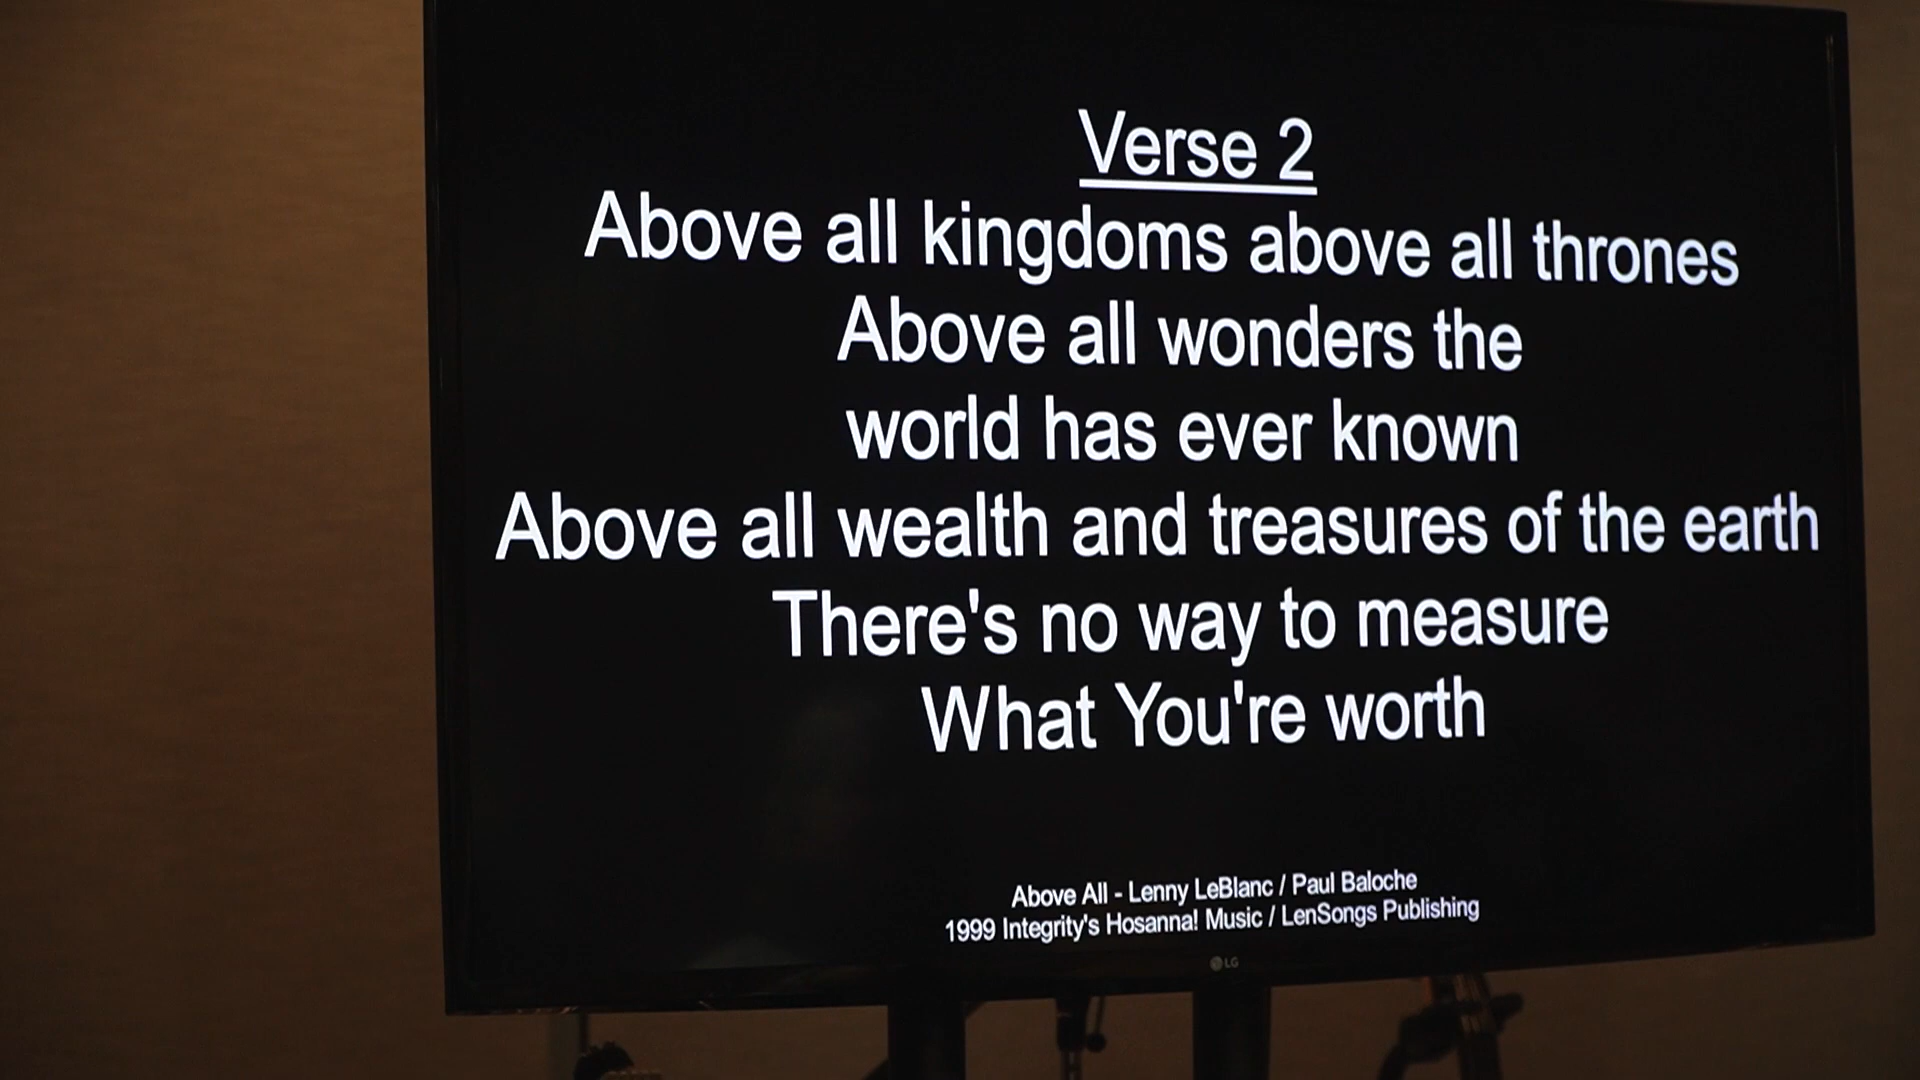 Verse 2
Above all kingdoms above all thrones
Above all wonders the
world has ever known
Above all wealth and treasures of the earth
There's no way to measure
What You're worth
Above All - Lenny LeBlanc / Paul Baloche
1999 Integrity's Hosanna! Music / LenSongs Publishing
LG